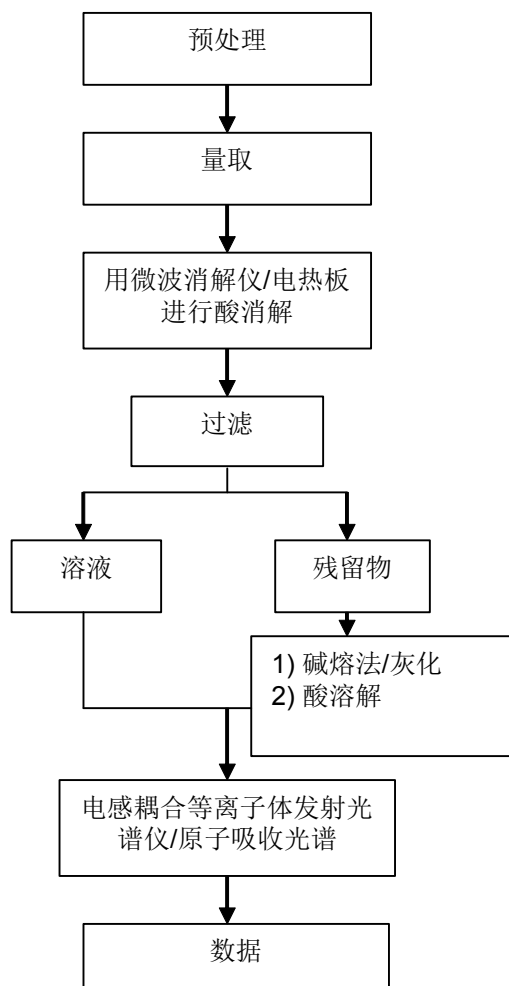 预处理
量取
用微波消解仪/电热板
进行酸消解
过滤
溶液
残留物
1) 碱熔法/灰化
2) 酸溶解
电感耦合等离子体发射光
谱仪/原子吸收光谱
数据